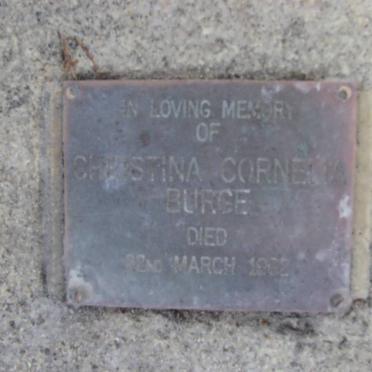 IN LOVING MEMORY
OF
CHRISTINA CORNELIA
BURGE
DIED
22ND MARCH